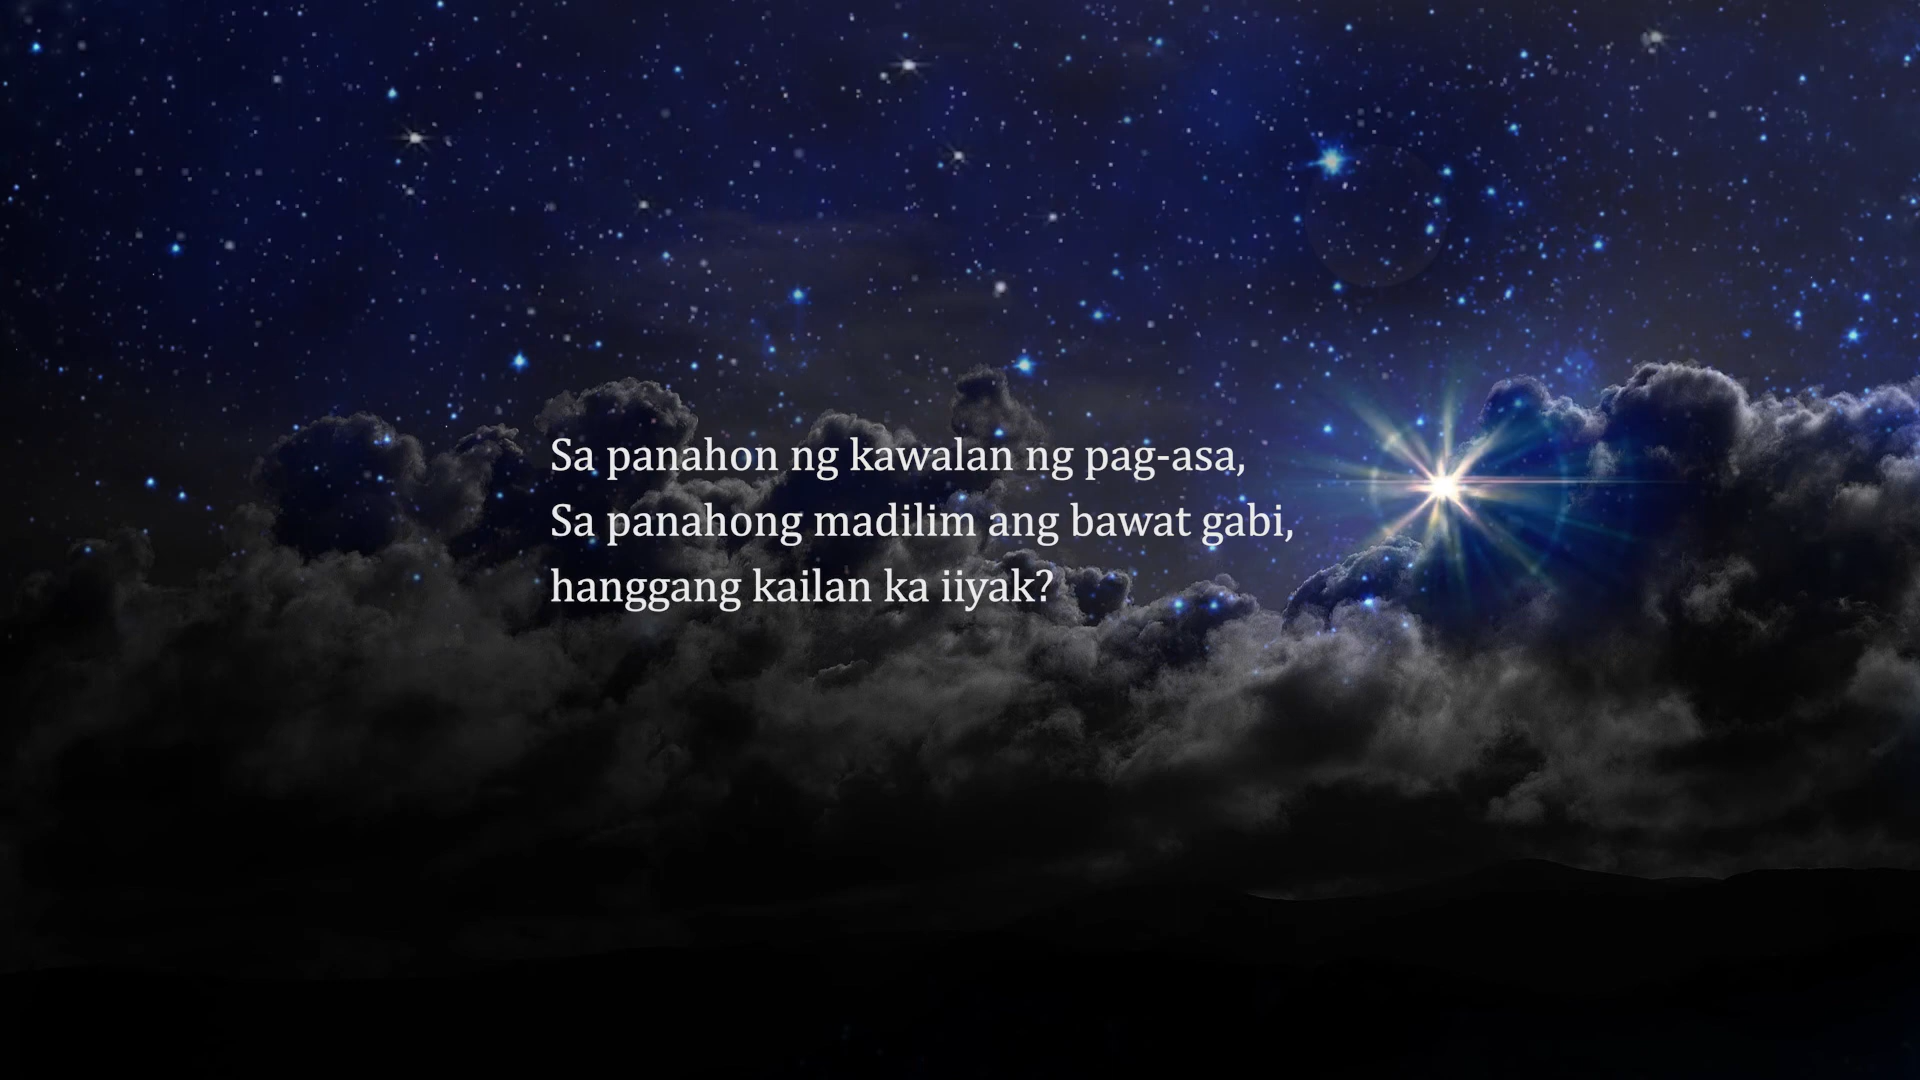 Sa panahon ng kawalan ng pag-asa,
Sa panahong madilim ang bawat gabi,
hanggang kailan ka iiyak?